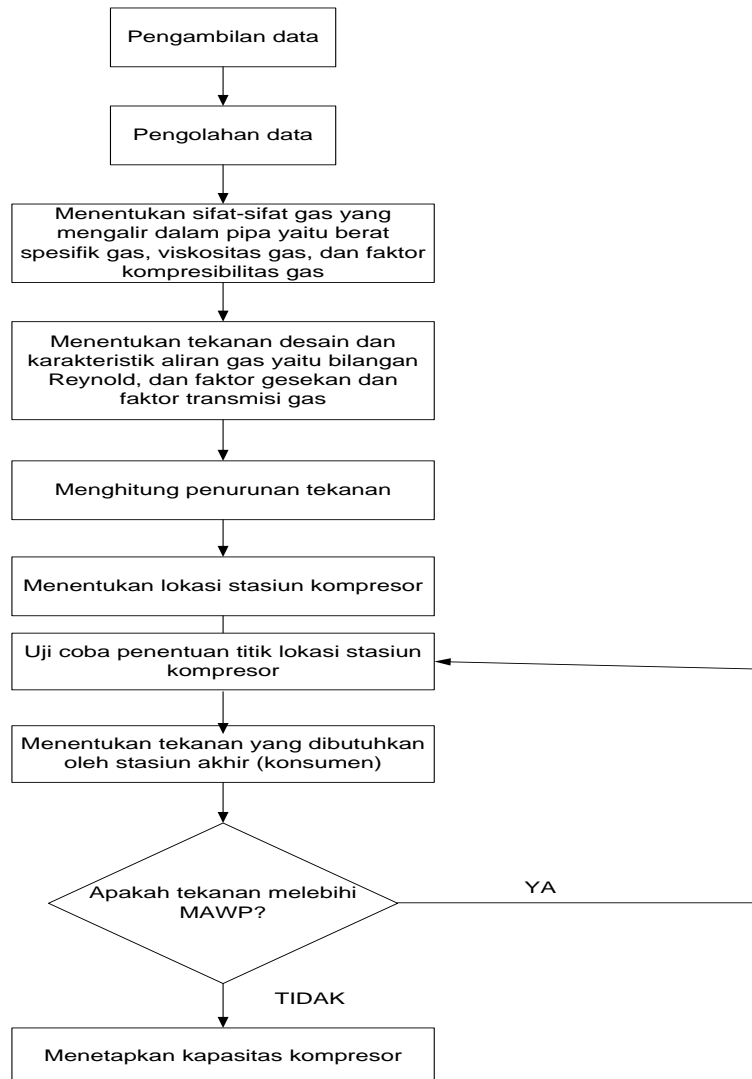 Pengambilan data
Pengolahan data
Menentukan sifat-sifat gas yang
mengalir dalam pipa yaitu berat
spesifik gas, viskositas gas, dan faktor
kompresibilitas gas
Menentukan tekanan desain dan
karakteristik aliran gas yaitu bilangan
Reynold, dan faktor gesekan dan
faktor transmisi gas
Menghitung penurunan tekanan
Menentukan lokasi stasiun kompresor
Uji coba penentuan titik lokasi stasiun
kompresor
Menentukan tekanan yang dibutuhkan
oleh stasiun akhir (konsumen)
Apakah tekanan melebihi
MAWP?
YA
TIDAK
Menetapkan kapasitas kompresor